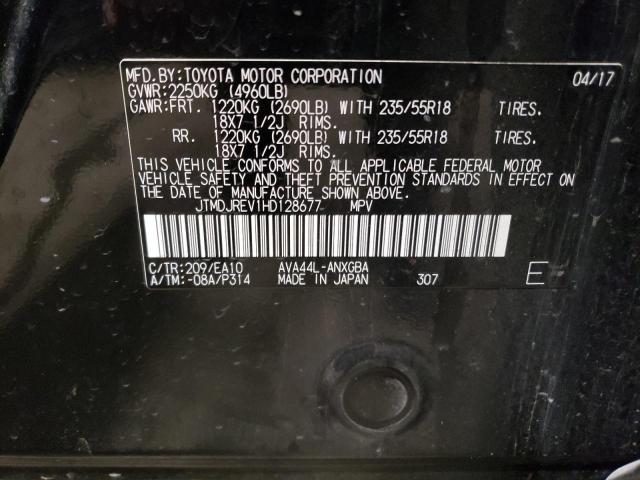 MFD.BY:TOYOTA MOTOR CORPORATION 04/17
GVWR:2250KG (4960LB)
GAWR:FRT. 1220KG (2690LB) WITH 235/55R18 TIRES.
18X7 1/2J RIMS.
RR. 1220KG (2690LB) WITH 235/55R18 TIRES.
18X7 1/2J RIMS.
THIS VEHICLE CONFORMS TO ALL APPLICABLE FEDERAL MOTOR
VEHICLE SAFETY AND THEFT PREVENTION STANDARDS IN EFFECT ON
THE DATE OF MANUFACTURE SHOWN ABOVE.
JTMDJREV1HD128677 MPV
C/TR:209/EA10 AVA44L-ANXGBA
A/TM:-08A/P314 MADE IN JAPAN 307 E